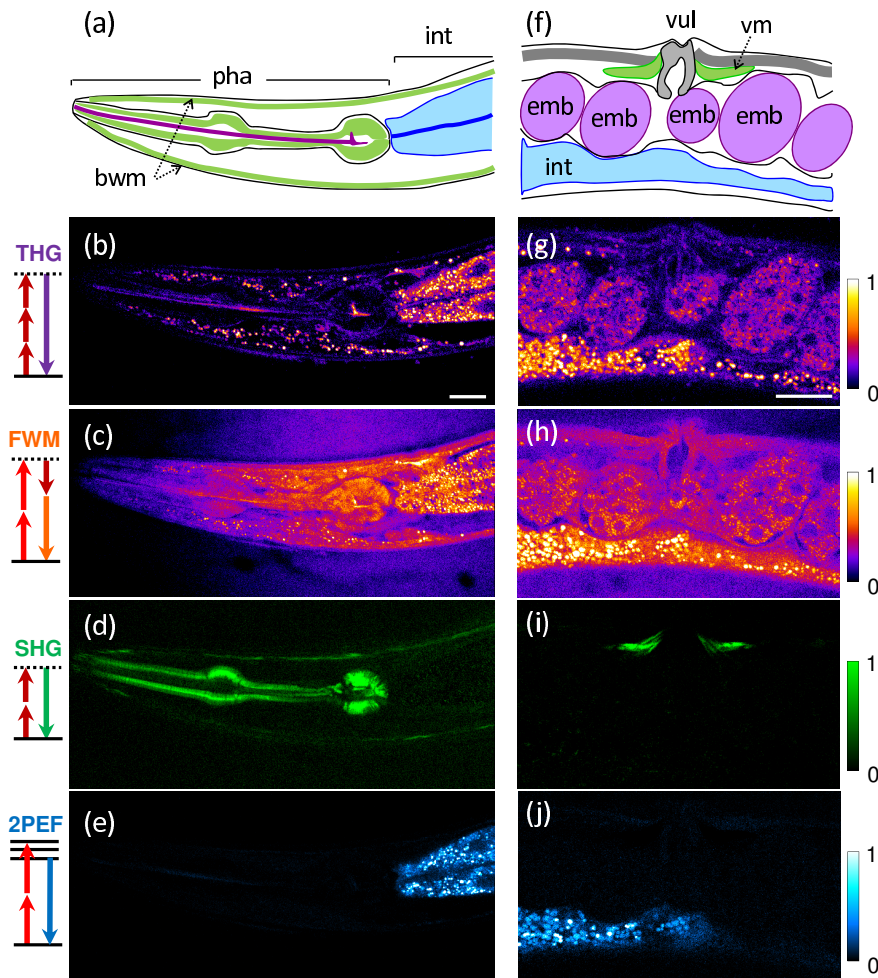 (a)
int
pha
bwm
(f)
vul
vm
emb
emb
emb
emb
int
THG
(b)
(g)
1
0
FWM
(c)
(h)
1
0
SHG
(d)
(i)
1
0
2PEF
(e)
(j)
1
0